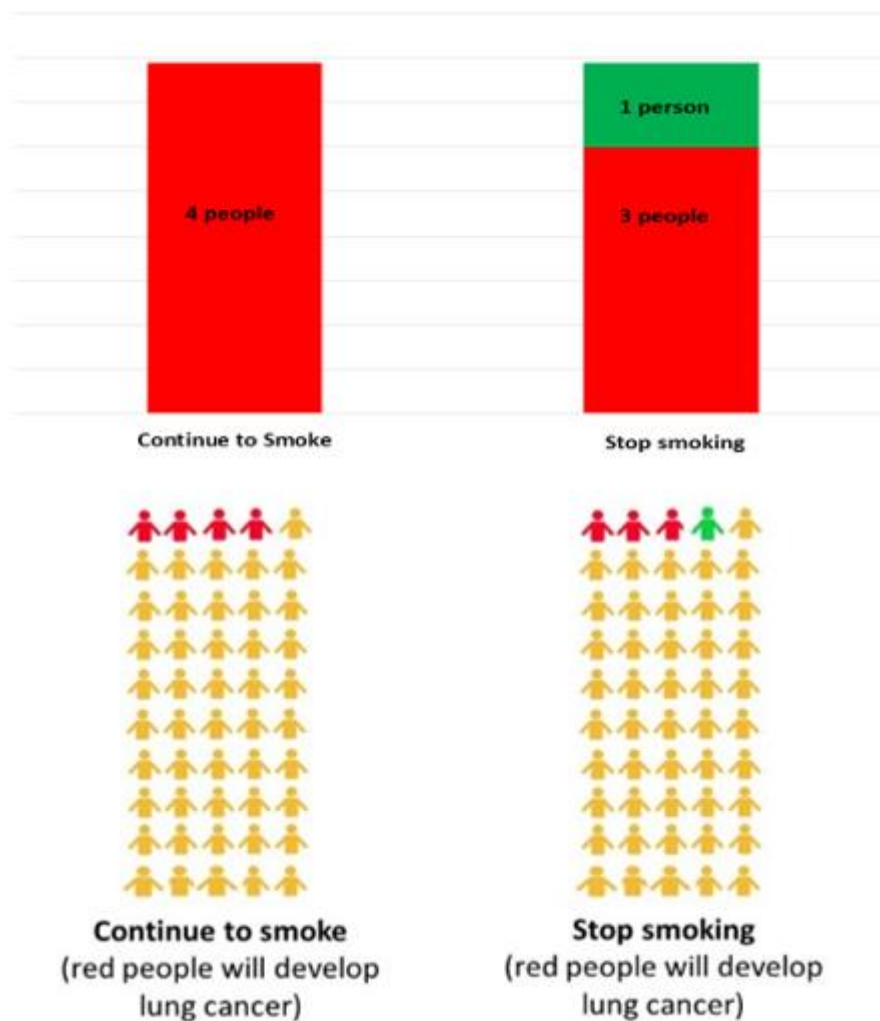 1 person
4 people
3 people
Continue to Smoke
Stop smoking
Continue to smoke
(red people will develop
lung cancer)
Stop smoking
(red people will develop
lung cancer)